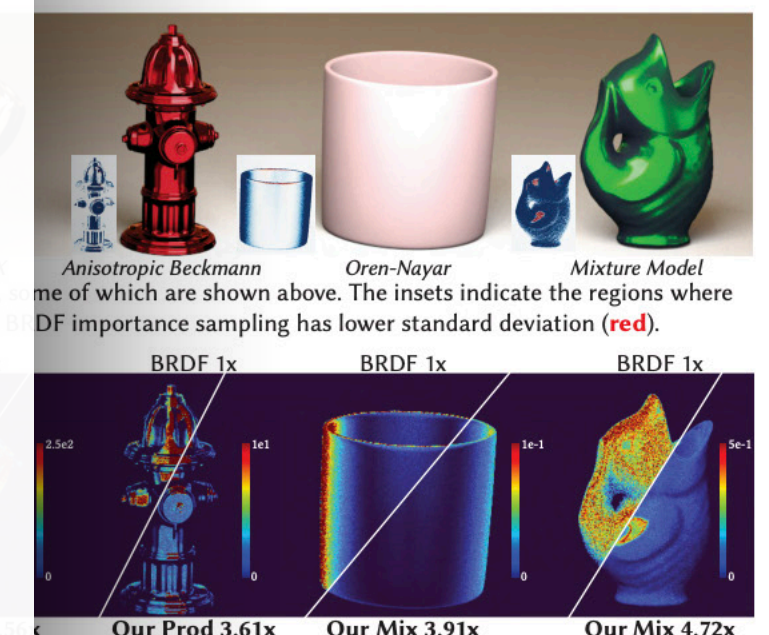 Anisotropic Beckmann Oren-Nayar Mixture Model
some of which are shown above. The insets indicate the regions where
BRDF importance sampling has lower standard deviation (red).
BRDF 1x BRDF 1x BRDF 1x
2.5e2 1e1 1e-1 5e-1
0 0 0 0
Our Prod 3.61x Our Mix 3.91x Our Mix 4.72x